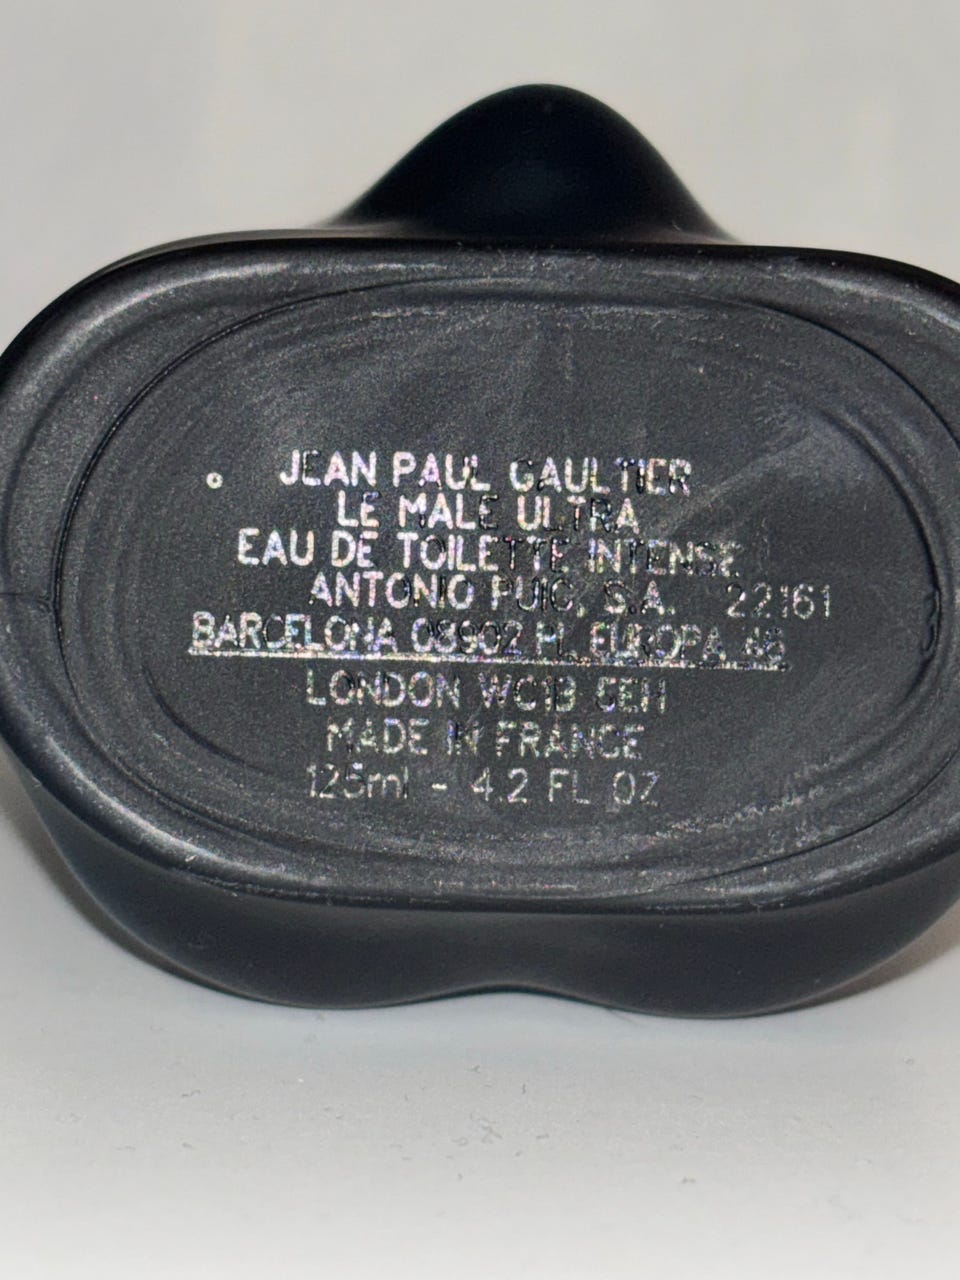 JEAN PAUL GAULTIER
LE MALE ULTRA
EAU DE TOILETTE INTENSE
ANTONIO PUIG, S.A. 22161
BARCELONA 08902 PL. EUROPA 46
LONDON WC1B 5EH
MADE IN FRANCE
125ml - 4.2 FL OZ